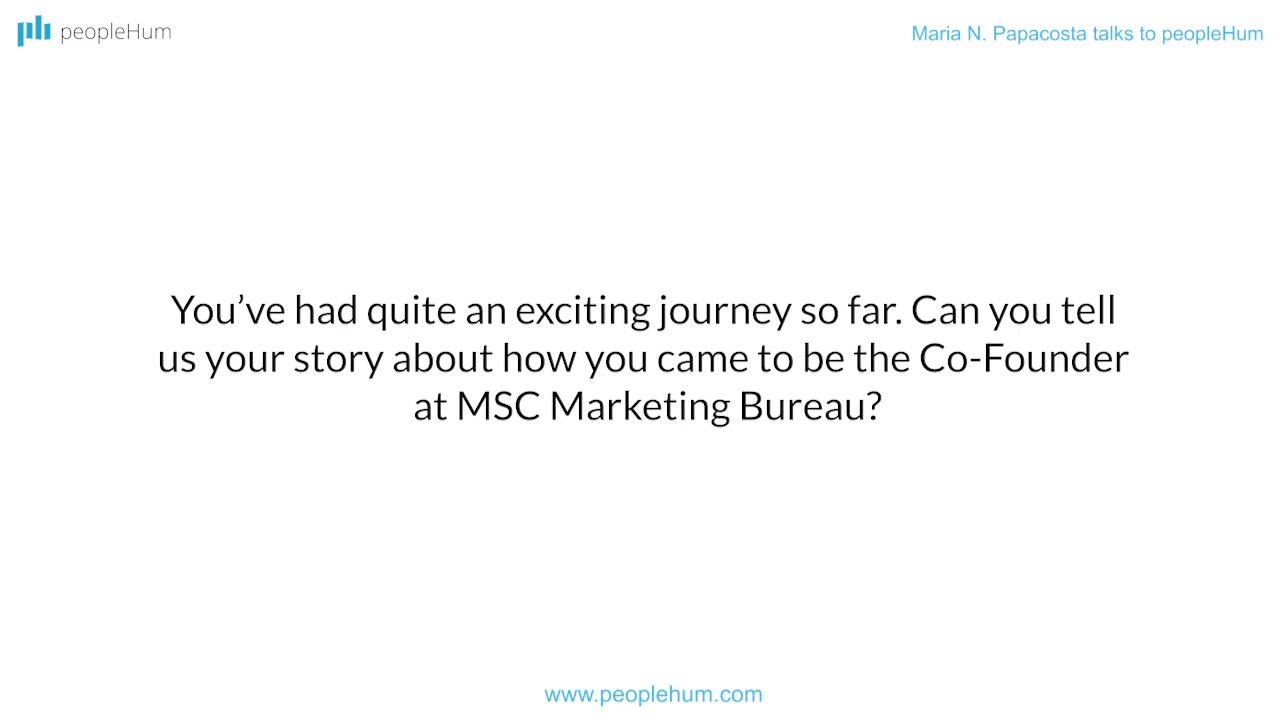 peopleHum
Maria N. Papacosta talks to peopleHum
You’ve had quite an exciting journey so far. Can you tell
us your story about how you came to be the Co-Founder
at MSC Marketing Bureau?
www.peoplehum.com